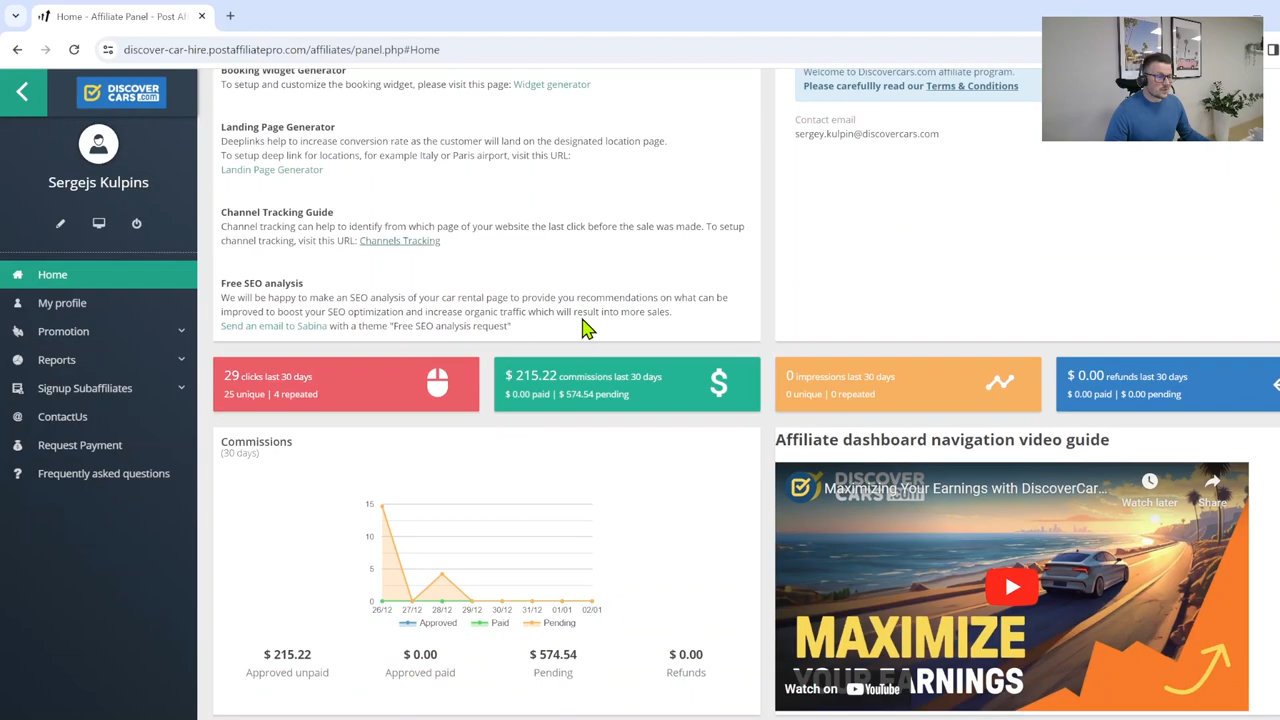 Home - Affiliate Panel - Post Af
discover-car-hire.postaffiliatepro.com/affiliates/panel.php#Home
DISCOVER
CARS.COM
Sergejs Kulpins
Home
My profile
Promotion
Reports
Signup Subaffiliates
ContactUs
Request Payment
Frequently asked questions
Booking Widget Generator
To setup and customize the booking widget, please visit this page: Widget generator
Landing Page Generator
Deeplinks help to increase conversion rate as the customer will land on the designated location page.
To setup deep link for locations, for example Italy or Paris airport, visit this URL:
Landin Page Generator
Channel Tracking Guide
Channel tracking can help to identify from which page of your website the last click before the sale was made. To setup
channel tracking, visit this URL: Channels Tracking
Free SEO analysis
We will be happy to make an SEO analysis of your car rental page to provide you recommendations on what can be
improved to boost your SEO optimization and increase organic traffic which will result into more sales.
Send an email to Sabina with a theme "Free SEO analysis request"
Welcome to Discovercars.com affiliate program.
Please carefullly read our Terms & Conditions
Contact email
sergey.kulpin@discovercars.com
29 clicks last 30 days
25 unique | 4 repeated
$ 215.22 commissions last 30 days
$ 0.00 paid | $ 574.54 pending
0 impressions last 30 days
0 unique | 0 repeated
$ 0.00 refunds last 30 days
$ 0.00 paid | $ 0.00 pending
Commissions
(30 days)
15
10
5
0
26/12 27/12 28/12 29/12 30/12 31/12 01/01 02/01
Approved Paid Pending
$ 215.22 $ 0.00 $ 574.54 $ 0.00
Approved unpaid Approved paid Pending Refunds
Affiliate dashboard navigation video guide
DISCOVER
CARS.COM
Maximizing Your Earnings with DiscoverCar...
Watch later
Share
MAXIMIZE
YOUR EARNINGS
Watch on YouTube